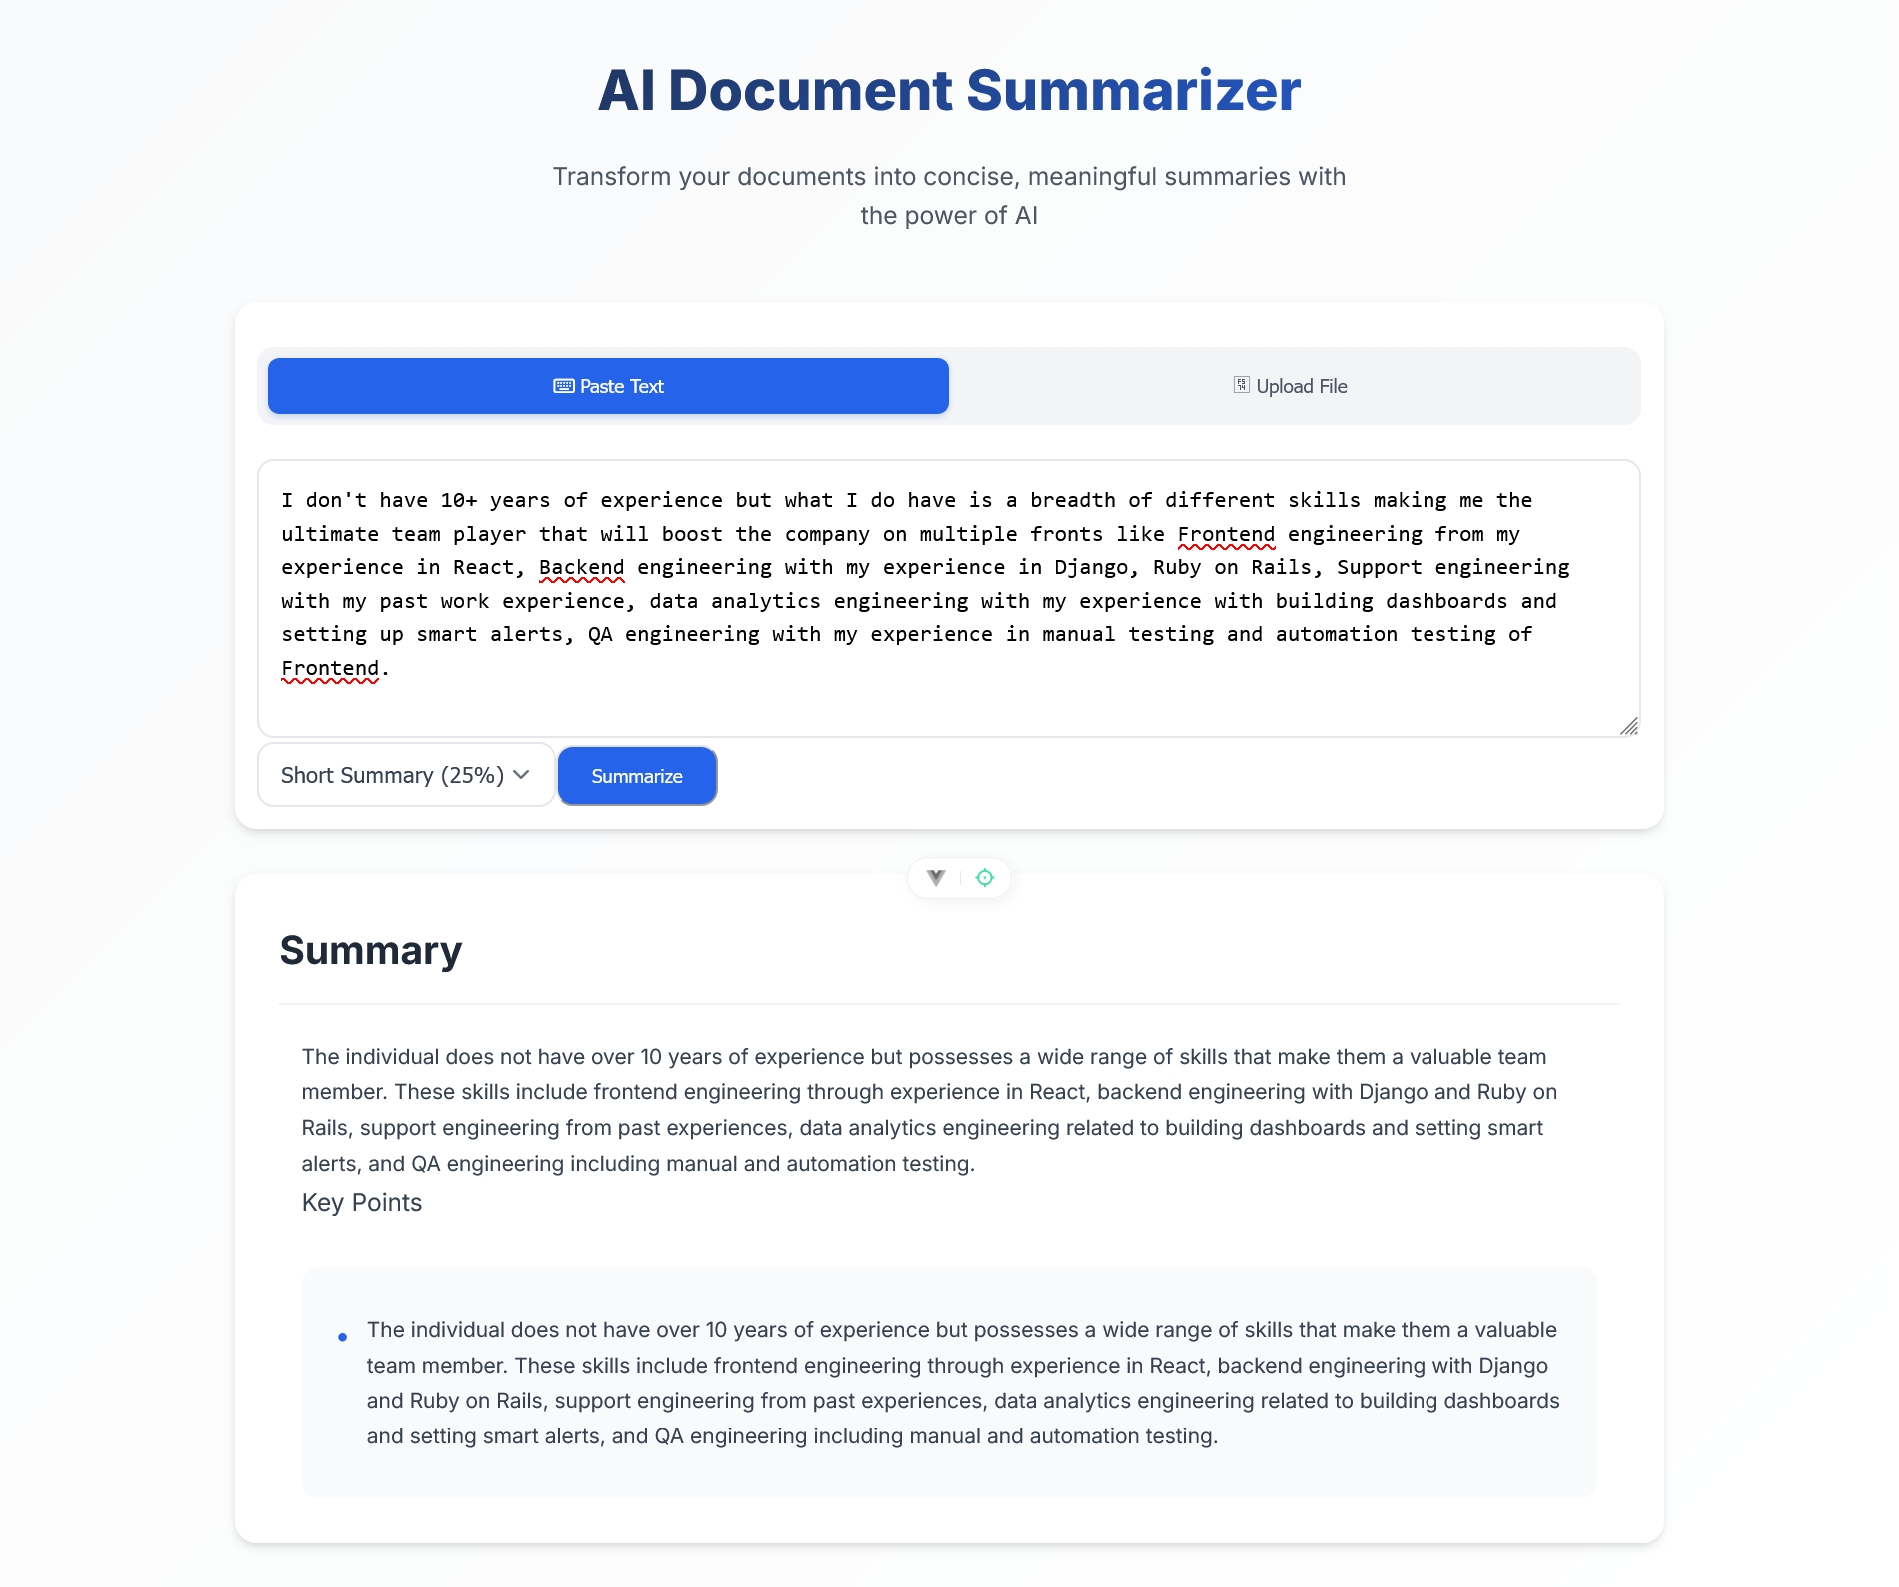 AI Document Summarizer
Transform your documents into concise, meaningful summaries with
the power of AI
Paste Text
Upload File
I don't have 10+ years of experience but what I do have is a breadth of different skills making me the
ultimate team player that will boost the company on multiple fronts like Frontend engineering from my
experience in React, Backend engineering with my experience in Django, Ruby on Rails, Support engineering
with my past work experience, data analytics engineering with my experience with building dashboards and
setting up smart alerts, QA engineering with my experience in manual testing and automation testing of
Frontend.
Short Summary (25%)
Summarize
Summary
The individual does not have over 10 years of experience but possesses a wide range of skills that make them a valuable team
member. These skills include frontend engineering through experience in React, backend engineering with Django and Ruby on
Rails, support engineering from past experiences, data analytics engineering related to building dashboards and setting smart
alerts, and QA engineering including manual and automation testing.
Key Points
The individual does not have over 10 years of experience but possesses a wide range of skills that make them a valuable
team member. These skills include frontend engineering through experience in React, backend engineering with Django
and Ruby on Rails, support engineering from past experiences, data analytics engineering related to building dashboards
and setting smart alerts, and QA engineering including manual and automation testing.